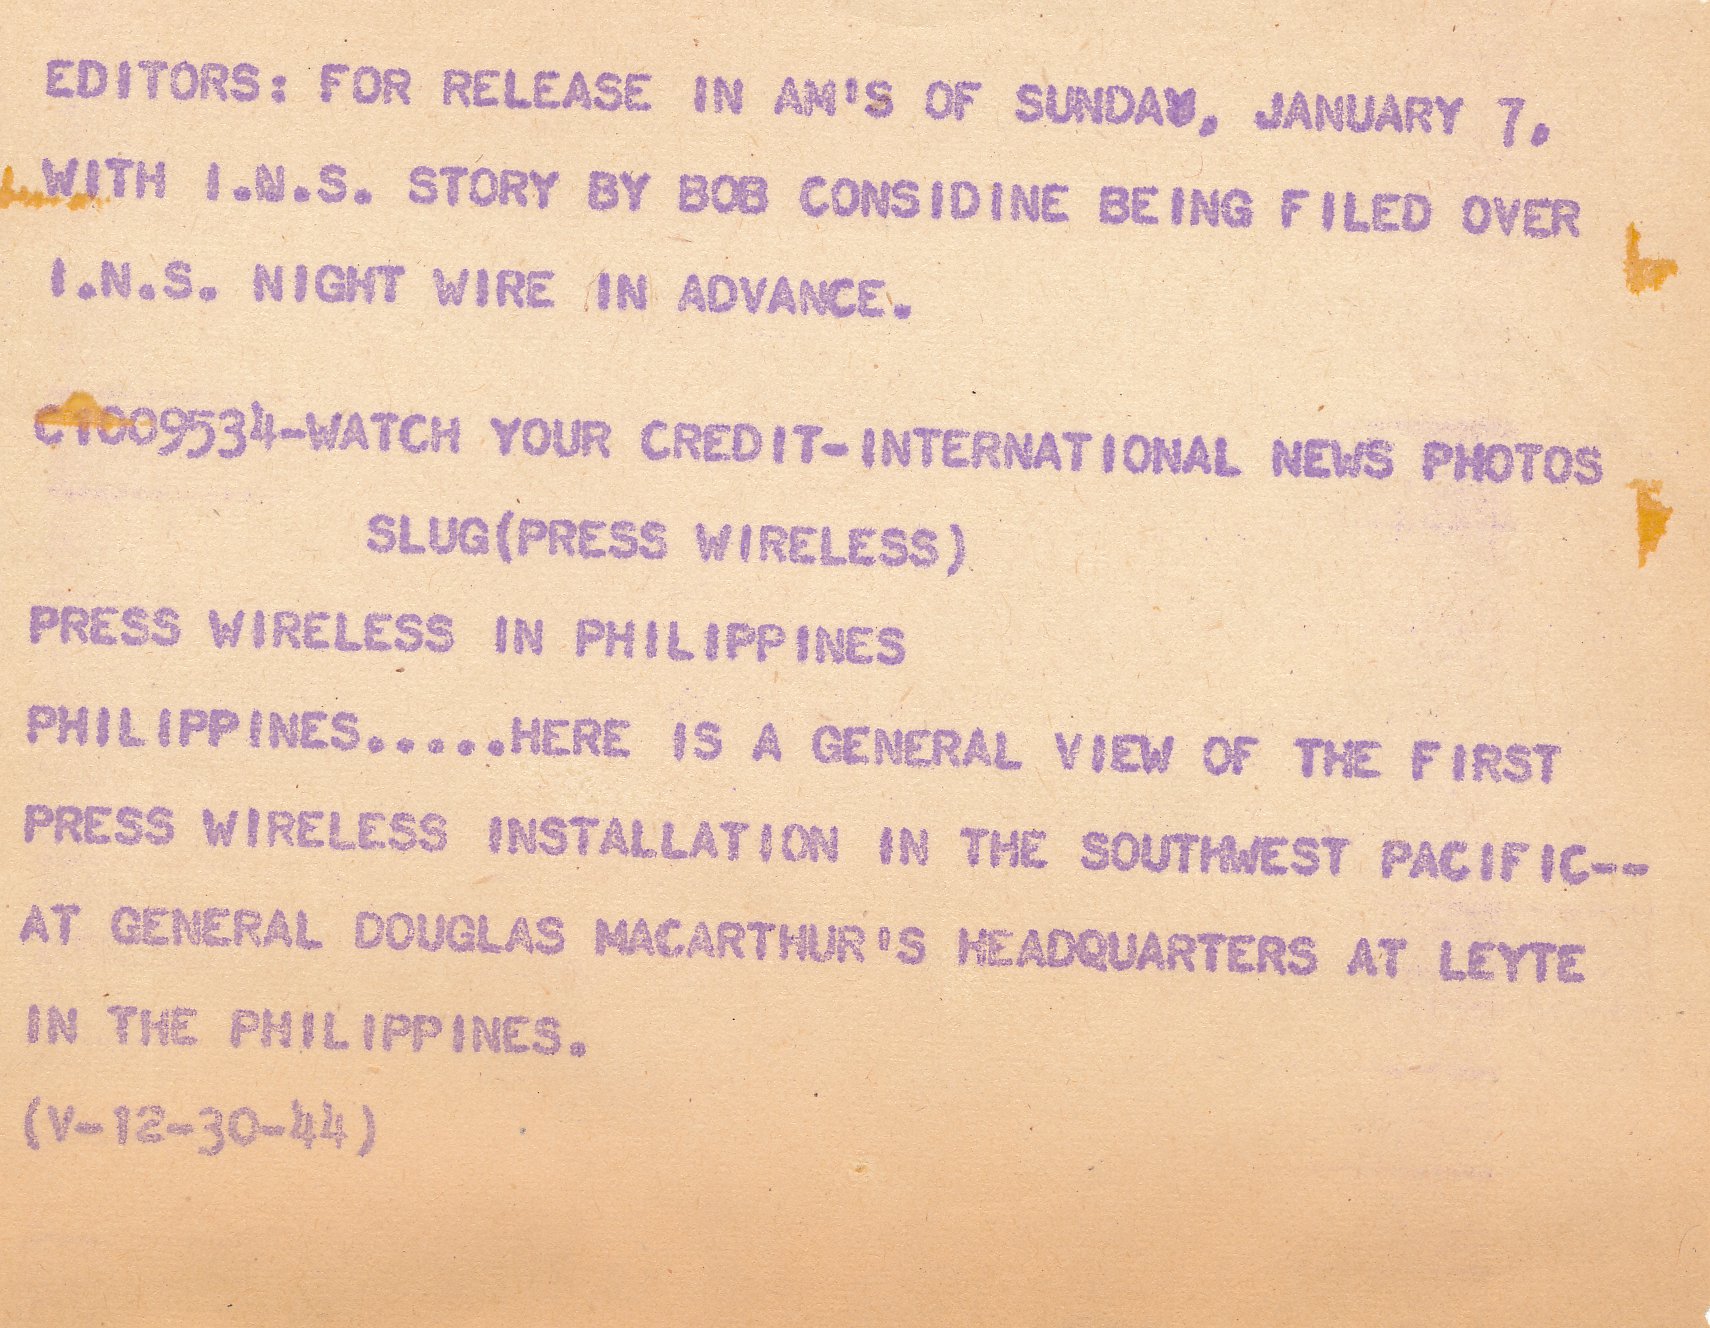 EDITORS: FOR RELEASE IN AM'S OF SUNDAY, JANUARY 7.
WITH I.N.S. STORY BY BOB CONSIDINE BEING FILED OVER
I.N.S. NIGHT WIRE IN ADVANCE.
C1009534-WATCH YOUR CREDIT-INTERNATIONAL NEWS PHOTOS
SLUG(PRESS WIRELESS)
PRESS WIRELESS IN PHILIPPINES
PHILIPPINES.....HERE IS A GENERAL VIEW OF THE FIRST
PRESS WIRELESS INSTALLATION IN THE SOUTHWEST PACIFIC--
AT GENERAL DOUGLAS MACARTHUR'S HEADQUARTERS AT LEYTE
IN THE PHILIPPINES.
(V-12-30-44)